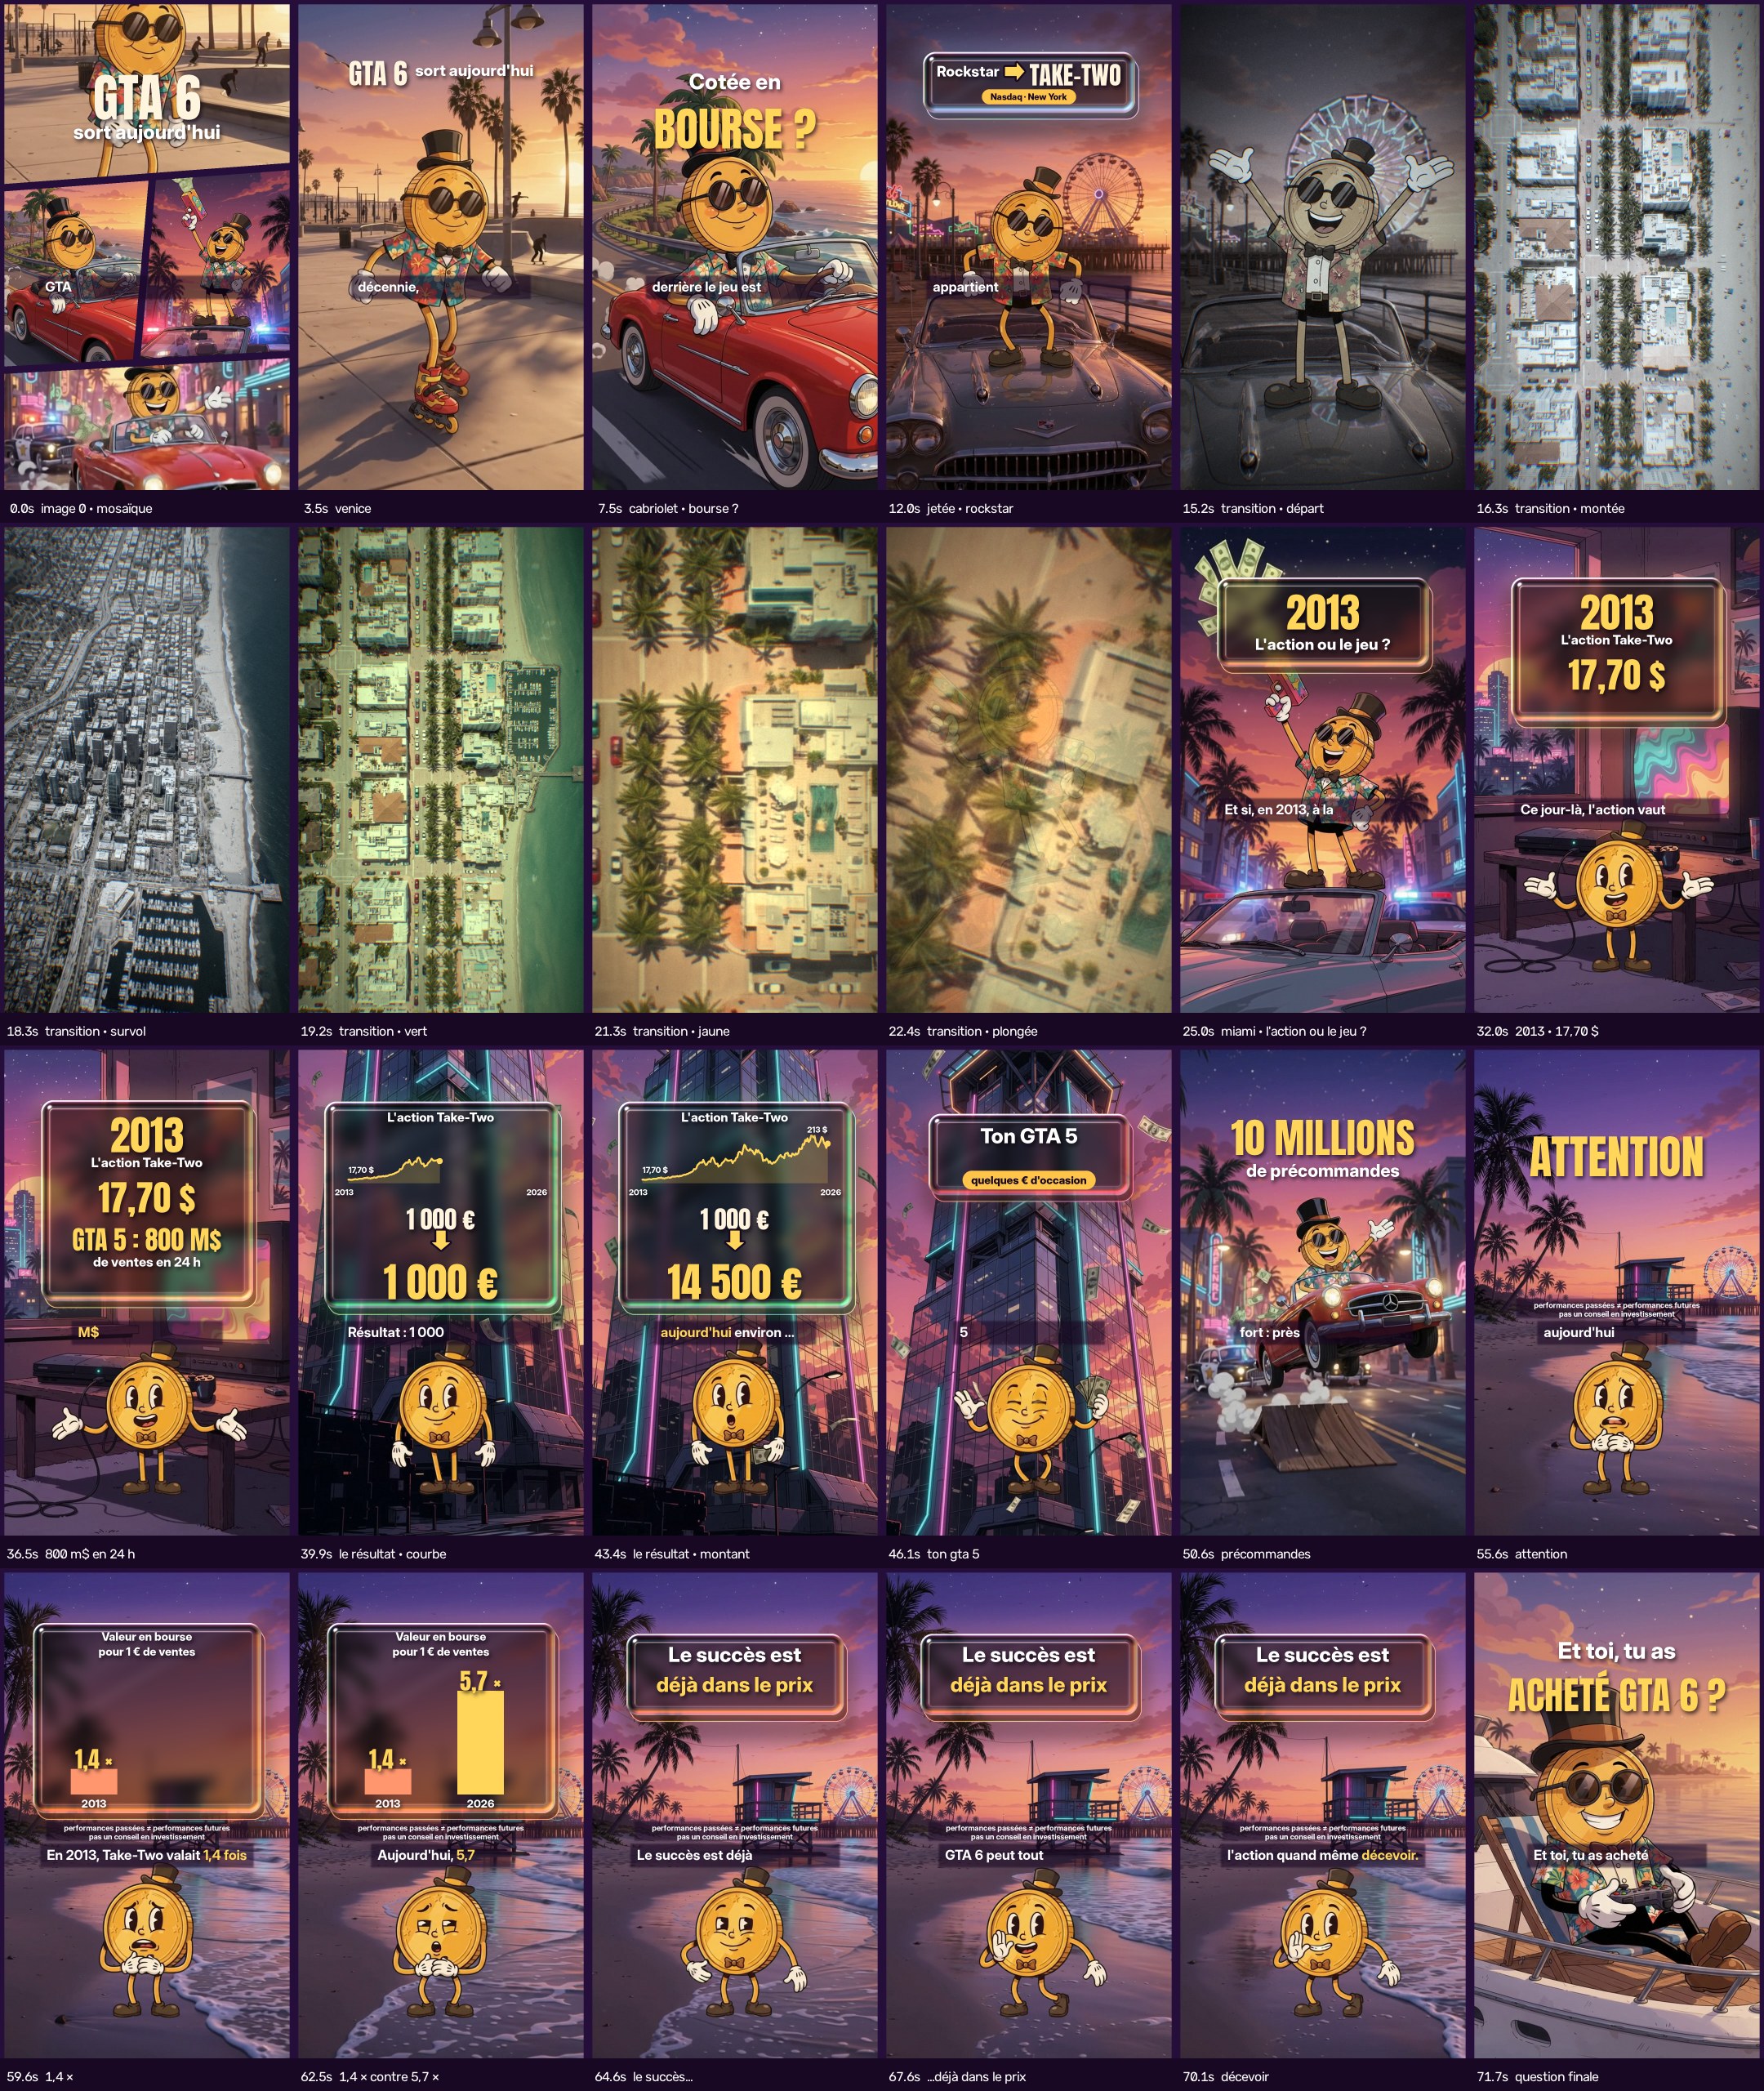 GTA 6
sort aujourd'hui
GTA
0.0s image 0 • mosaïque
GTA 6 sort aujourd'hui
décennie,
3.5s venice
Cotée en
BOURSE ?
derrière le jeu est
7.5s cabriolet • bourse ?
Rockstar TAKE-TWO
Nasdaq · New York
appartient
12.0s jetée • rockstar
15.2s transition • départ
16.3s transition • montée
18.3s transition • survol
19.2s transition • vert
21.3s transition • jaune
22.4s transition • plongée
2013
L'action ou le jeu ?
Et si, en 2013, à la
25.0s miami • l'action ou le jeu ?
2013
L'action Take-Two
17,70 $
Ce jour-là, l'action vaut
32.0s 2013 • 17,70 $
2013
L'action Take-Two
17,70 $
GTA 5 : 800 M$
de ventes en 24 h
M$
36.5s 800 m$ en 24 h
L'action Take-Two
17,70 $
2013 2026
1 000 €
1 000 €
Résultat : 1 000
39.9s le résultat • courbe
L'action Take-Two
213 $
17,70 $
2013 2026
1 000 €
14 500 €
aujourd'hui environ ...
43.4s le résultat • montant
Ton GTA 5
quelques € d'occasion
5
46.1s ton gta 5
10 MILLIONS
de précommandes
fort : près
50.6s précommandes
ATTENTION
performances passées ≠ performances futures
pas un conseil en investissement
aujourd'hui
55.6s attention
Valeur en bourse
pour 1 € de ventes
1,4 ×
2013
performances passées ≠ performances futures
pas un conseil en investissement
En 2013, Take-Two valait 1,4 fois
59.6s 1,4 ×
Valeur en bourse
pour 1 € de ventes
5,7 ×
1,4 ×
2013 2026
performances passées ≠ performances futures
pas un conseil en investissement
Aujourd'hui, 5,7
62.5s 1,4 × contre 5,7 ×
Le succès est
déjà dans le prix
performances passées ≠ performances futures
pas un conseil en investissement
Le succès est déjà
64.6s le succès...
Le succès est
déjà dans le prix
performances passées ≠ performances futures
pas un conseil en investissement
GTA 6 peut tout
67.6s ...déjà dans le prix
Le succès est
déjà dans le prix
performances passées ≠ performances futures
pas un conseil en investissement
l'action quand même décevoir.
70.1s décevoir
Et toi, tu as
ACHETÉ GTA 6 ?
Et toi, tu as acheté
71.7s question finale